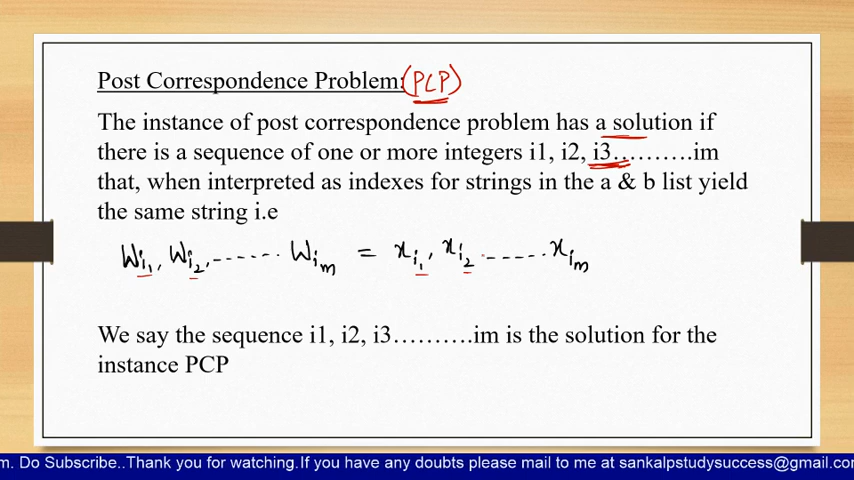 Post Correspondence Problem:(PCP)
The instance of post correspondence problem has a solution if
there is a sequence of one or more integers i1, i2, i3……….im
that, when interpreted as indexes for strings in the a & b list yield
the same string i.e
Wi1, Wi2,....... Wim = xi1, xi2 ...... xim
We say the sequence i1, i2, i3……….im is the solution for the
instance PCP
m. Do Subscribe..Thank you for watching.If you have any doubts please mail to me at sankalpstudysuccess@gmail.co